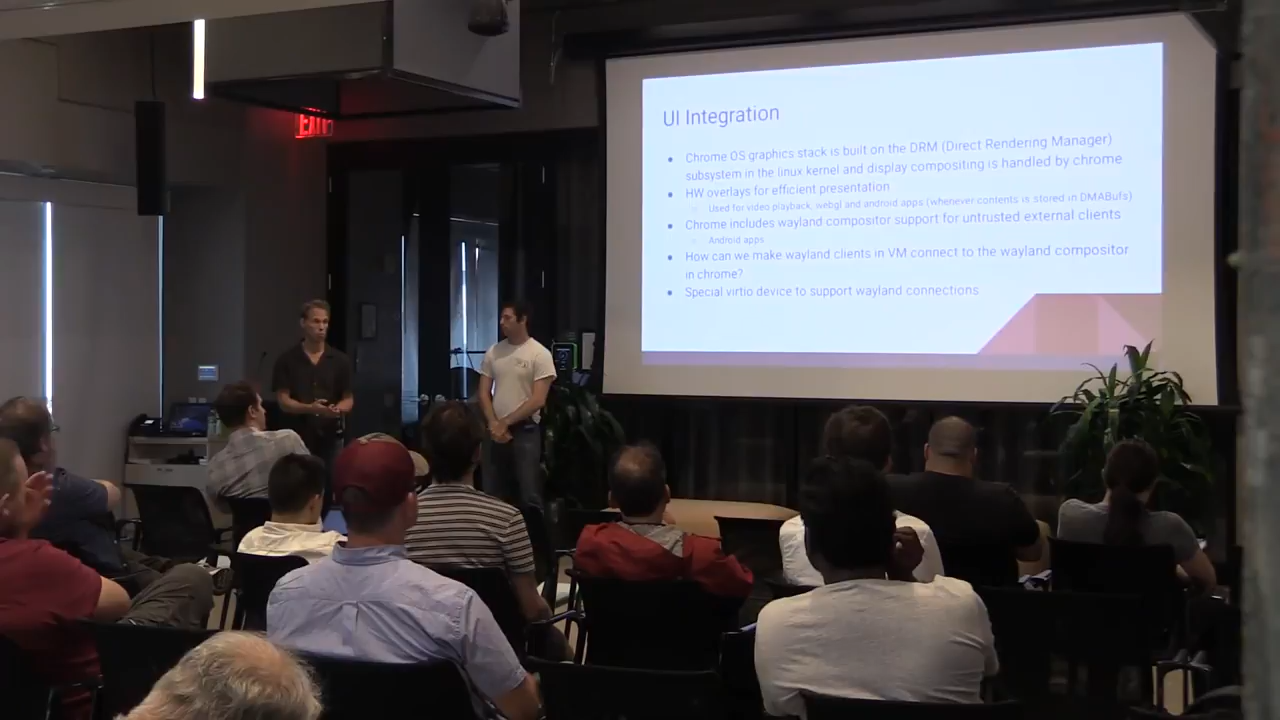 EXIT
UI Integration
Chrome OS graphics stack is built on the DRM (Direct Rendering Manager)
subsystem in the linux kernel and display compositing is handled by chrome
HW overlays for efficient presentation
Used for video playback, webgl and android apps (whenever contents is stored in DMABufs)
Chrome includes wayland compositor support for untrusted external clients
Android apps
How can we make wayland clients in VM connect to the wayland compositor
in chrome?
Special virtio device to support wayland connections